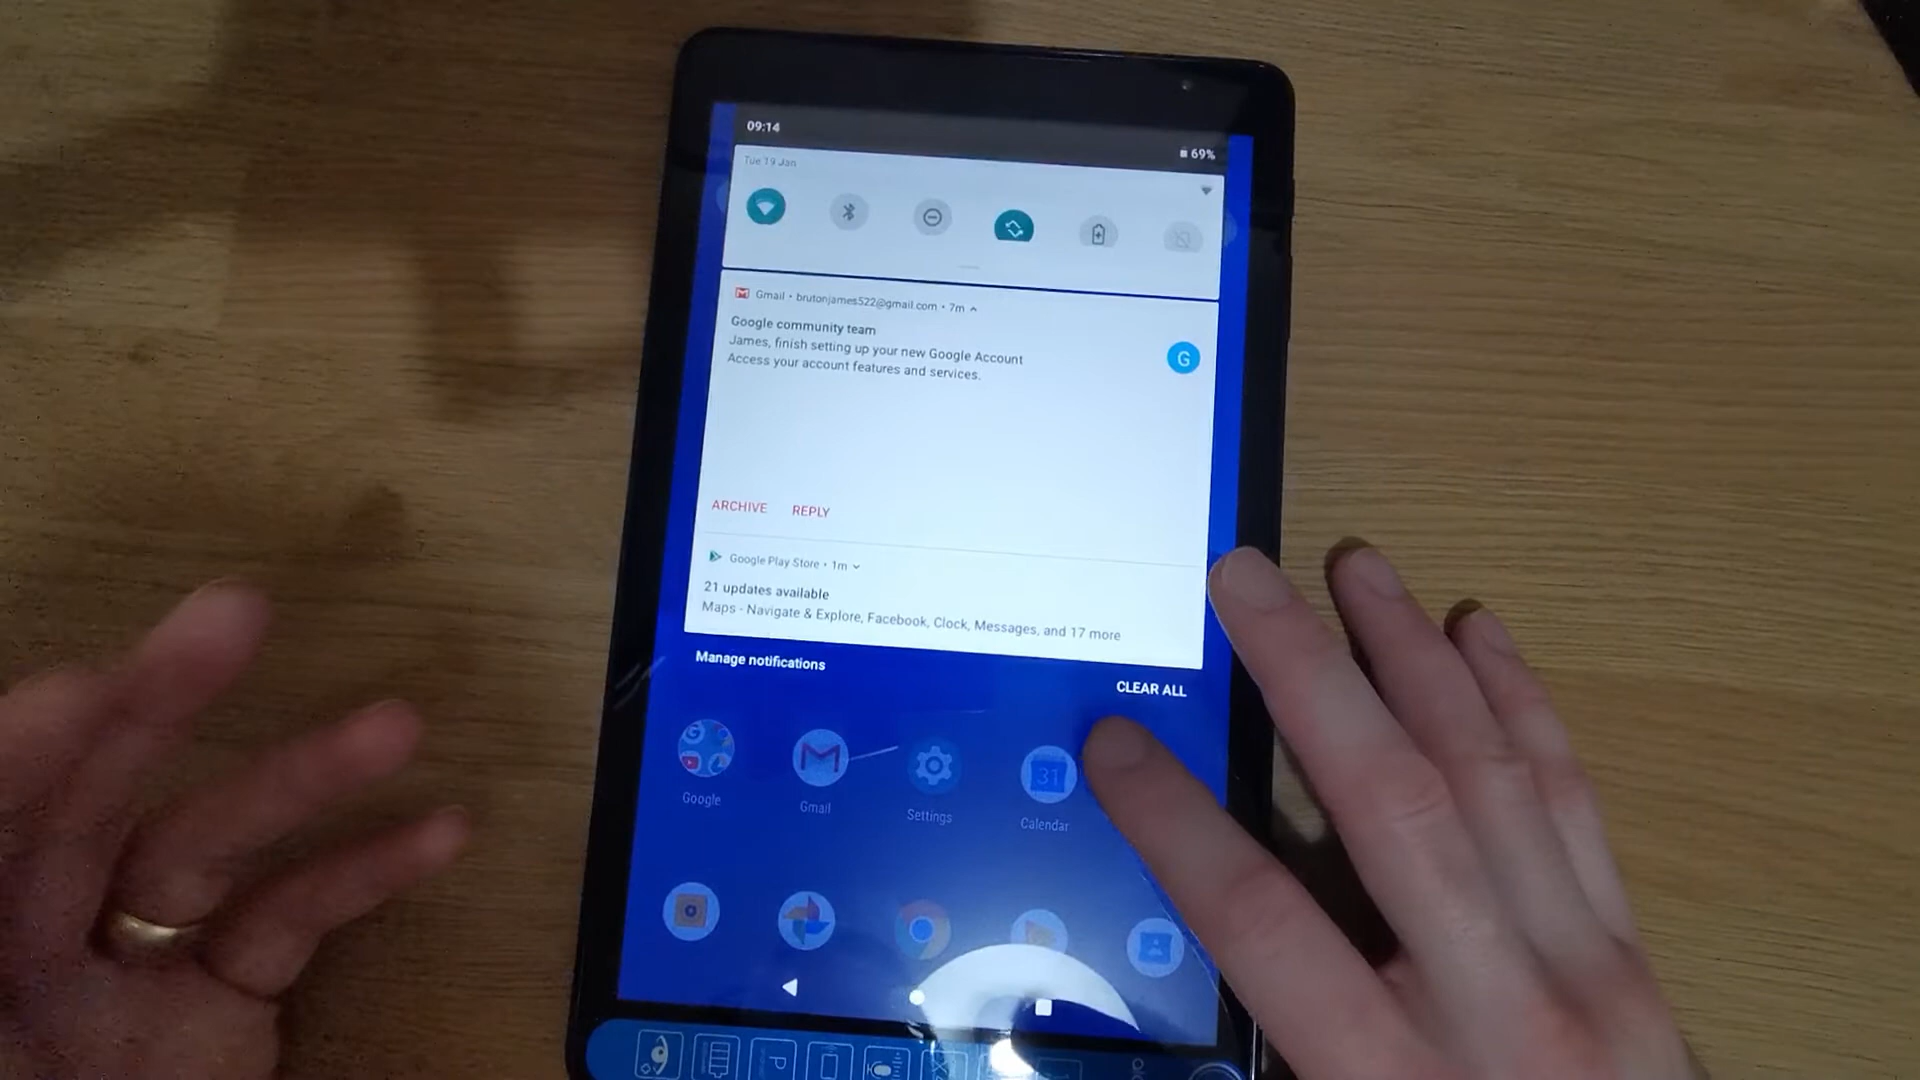 09:14
69%
Tue 19 Jan
Gmail • brutonjames522@gmail.com • 7m
Google community team
James, finish setting up your new Google Account
Access your account features and services.
G
ARCHIVE REPLY
Google Play Store • 1m
21 updates available
Maps - Navigate & Explore, Facebook, Clock, Messages, and 17 more
Manage notifications
CLEAR ALL
31
Google Gmail Settings Calendar
P